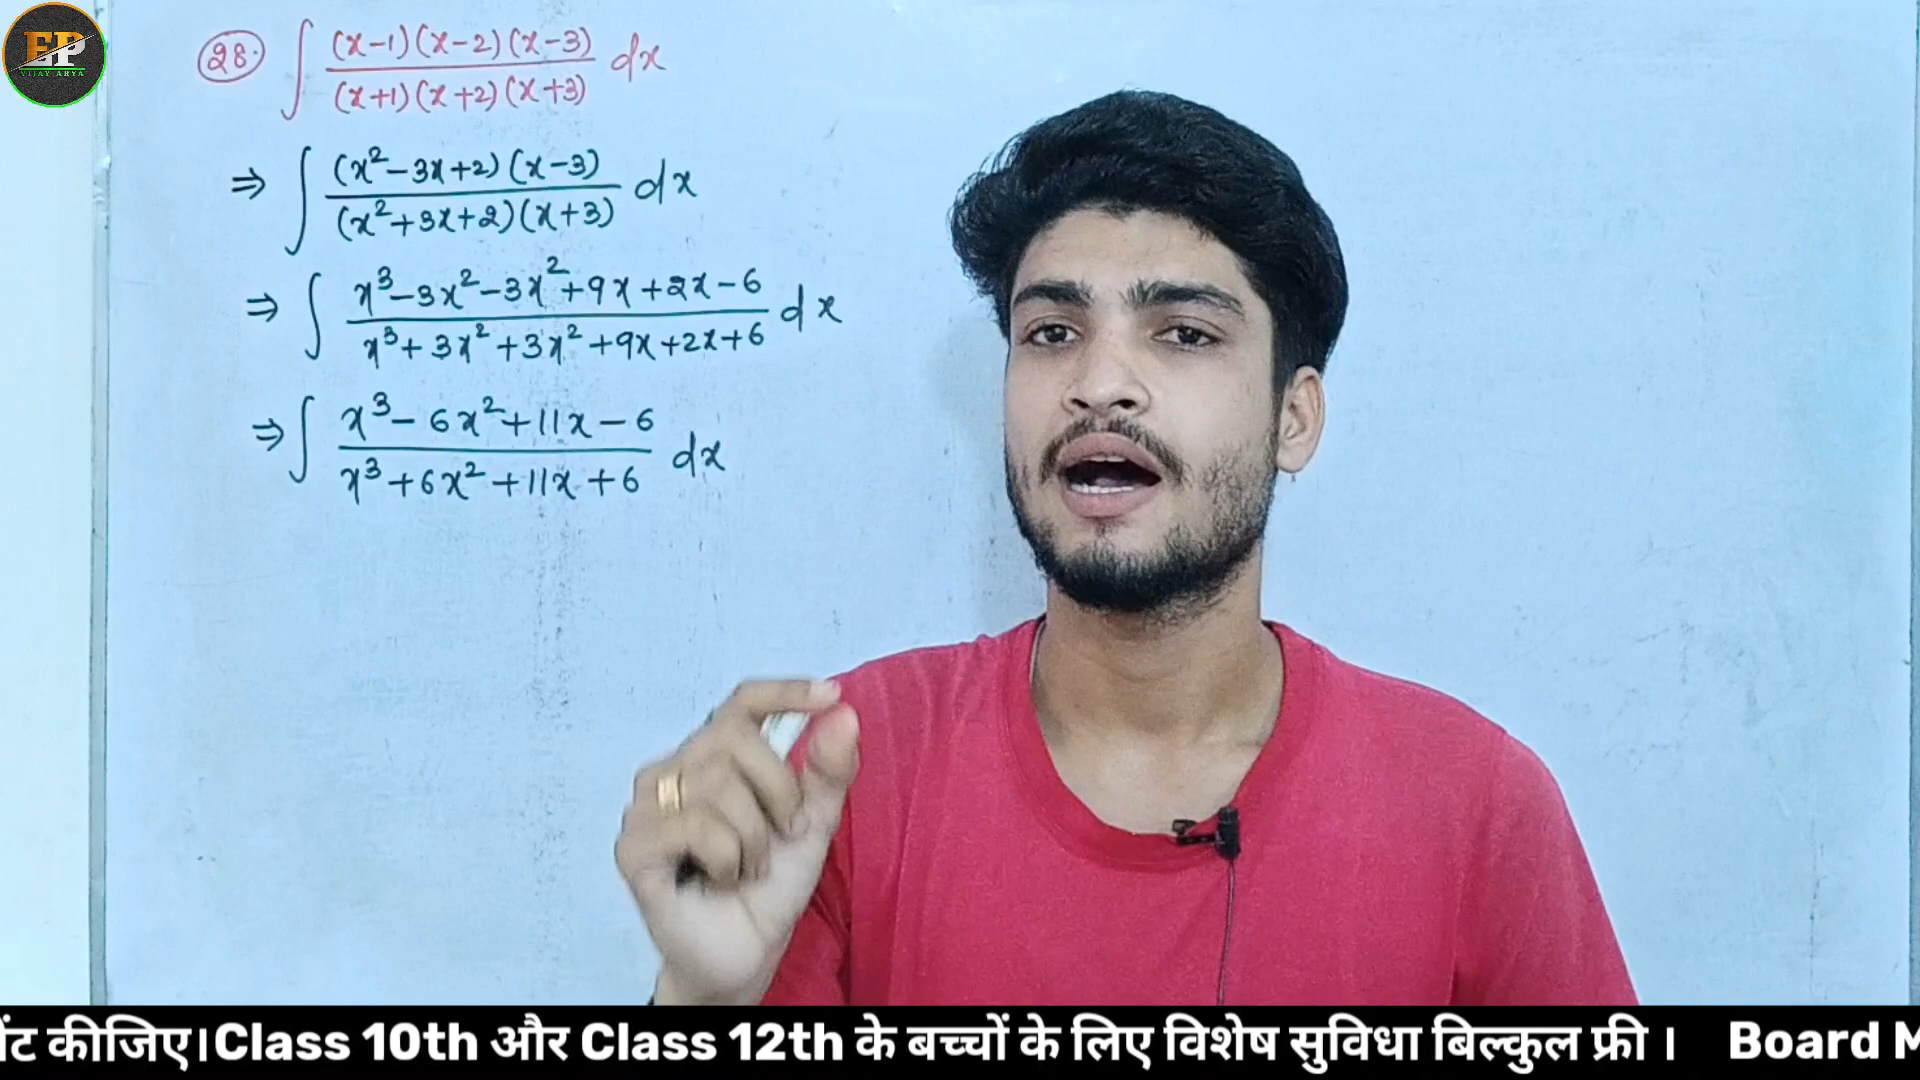 EP
VIJAY ARYA
28. ∫ (x-1)(x-2)(x-3) / (x+1)(x+2)(x+3) dx
⇒ ∫ (x²-3x+2)(x-3) / (x²+3x+2)(x+3) dx
⇒ ∫ x³-3x²-3x²+9x+2x-6 / x³+3x²+3x²+9x+2x+6 dx
⇒ ∫ x³-6x²+11x-6 / x³+6x²+11x+6 dx
कीजिए।Class 10th और Class 12th के बच्चों के लिए विशेष सुविधा बिल्कुल फ्री । Board